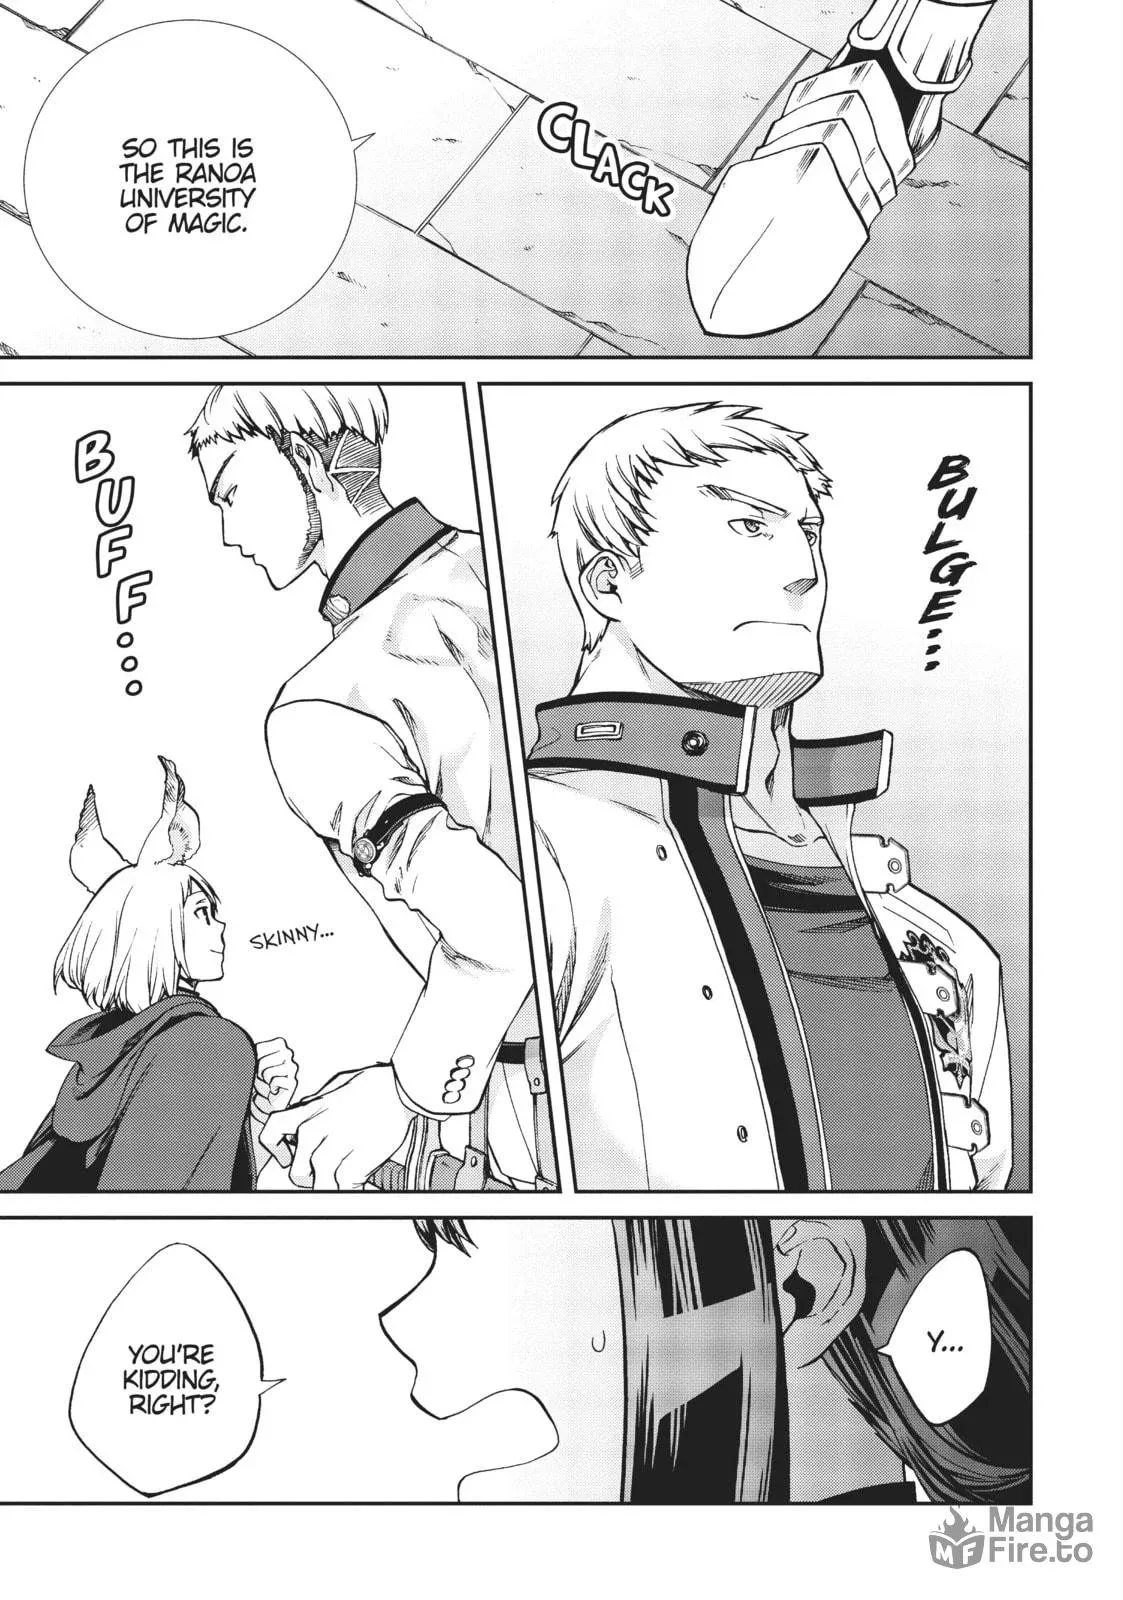 SO THIS IS
THE RANOA
UNIVERSITY
OF MAGIC.
CLACK
BULGE...
BUFF...
SKINNY...
Y...
YOU'RE
KIDDING,
RIGHT?
Manga
MF Fire.to